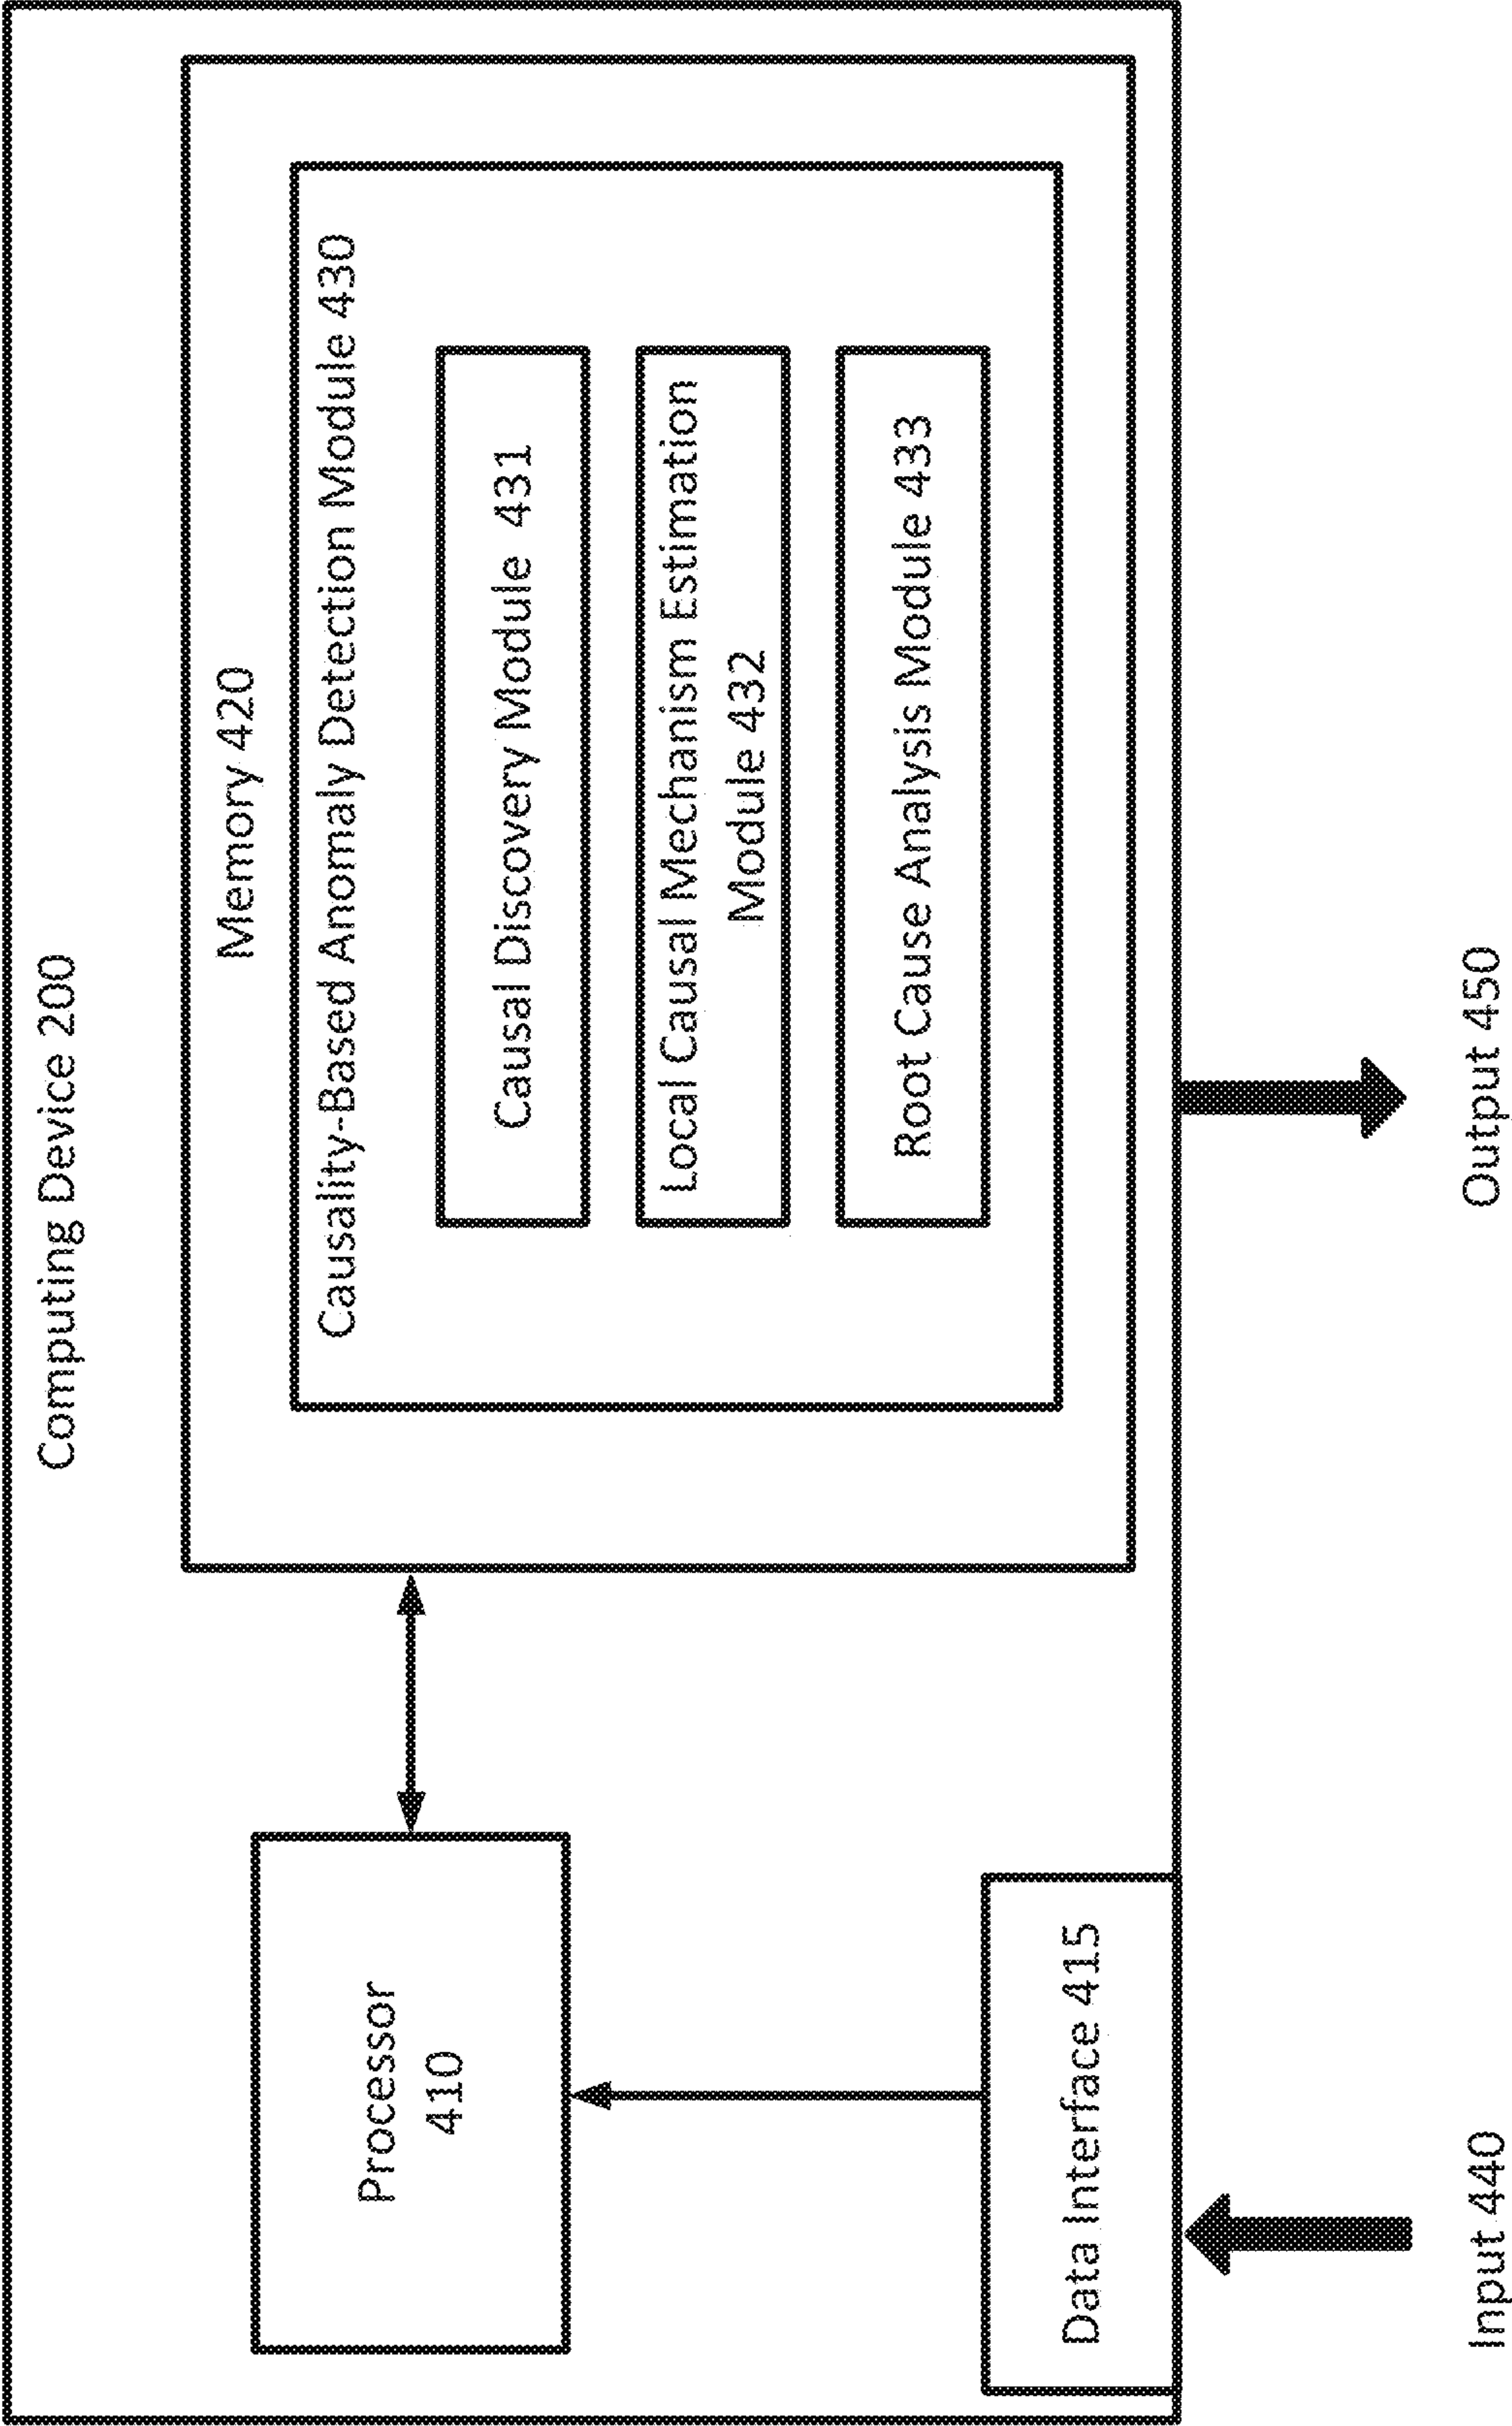 Computing Device 200
Memory 420
Causality-Based Anomaly Detection Module 430
Causal Discovery Module 431
Local Causal Mechanism Estimation
Module 432
Root Cause Analysis Module 433
Processor
410
Data Interface 415
Input 440
Output 450